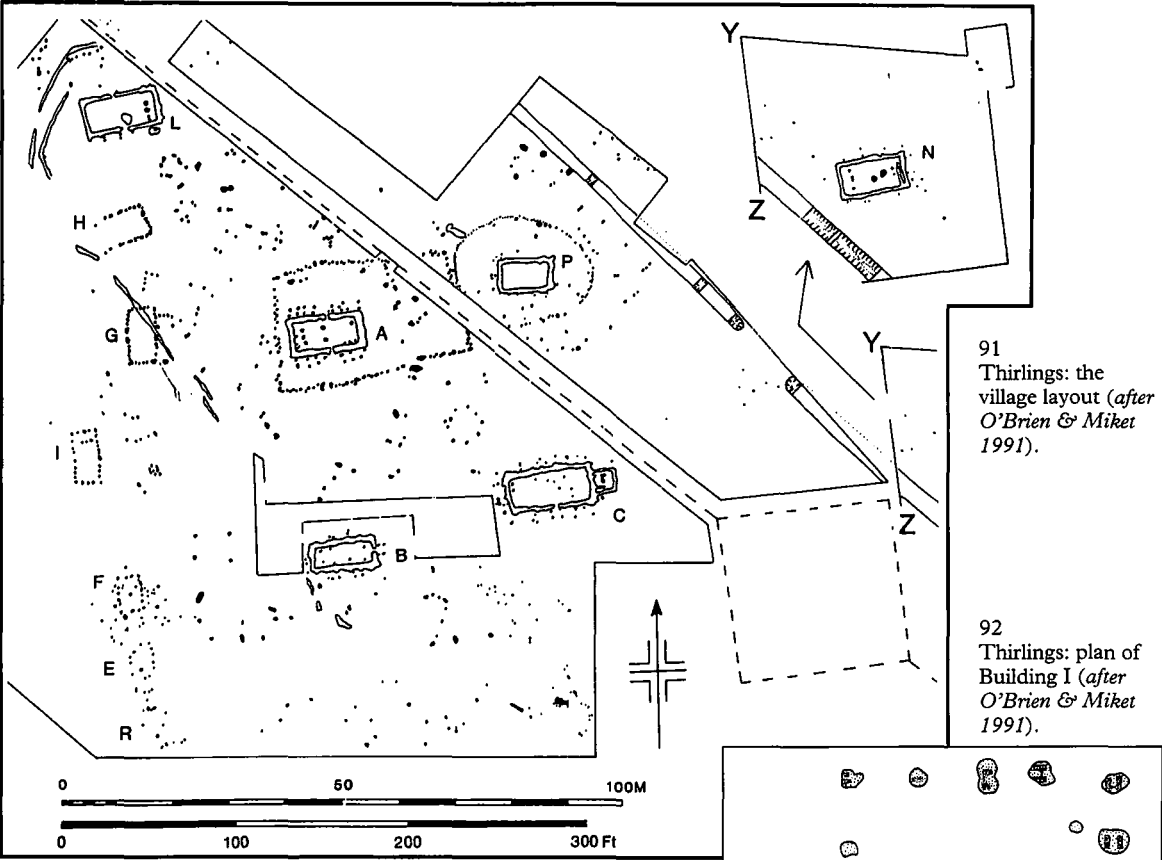 Y
L
N
Z
H
P
G
A
Y
91
Thirlings: the
village layout (after
O'Brien & Miket
1991).
I
C
Z
B
F
92
Thirlings: plan of
Building I (after
O'Brien & Miket
1991).
E
R
0 50 100M
0 100 200 300 Ft